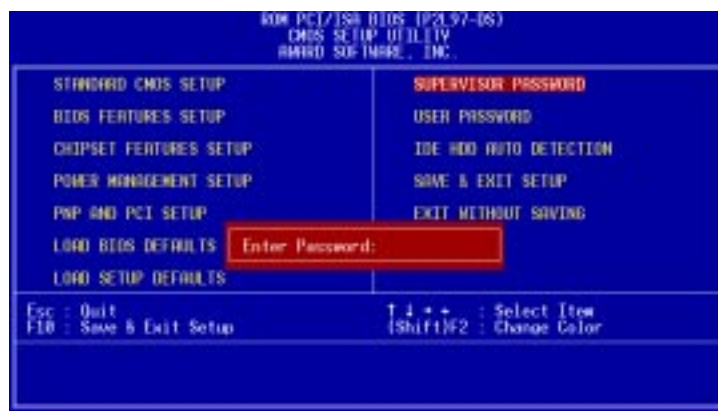 ROM PCI/ISA BIOS (P2L97-DS)
CMOS SETUP UTILITY
AWARD SOFTWARE, INC.
STANDARD CMOS SETUP
BIOS FEATURES SETUP
CHIPSET FEATURES SETUP
POWER MANAGEMENT SETUP
PNP AND PCI SETUP
LOAD BIOS DEFAULTS
LOAD SETUP DEFAULTS
SUPERVISOR PASSWORD
USER PASSWORD
IDE HDD AUTO DETECTION
SAVE & EXIT SETUP
EXIT WITHOUT SAVING
Enter Password:
Esc : Quit
F10 : Save & Exit Setup
↑ ↓ → ← : Select Item
(Shift)F2 : Change Color